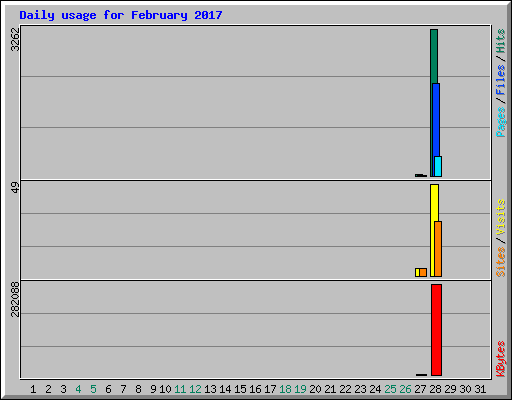 Daily usage for February 2017
3262
Pages / Files / Hits
49
Sites / Visits
282088
KBytes
1 2 3 4 5 6 7 8 9 10 11 12 13 14 15 16 17 18 19 20 21 22 23 24 25 26 27 28 29 30 31